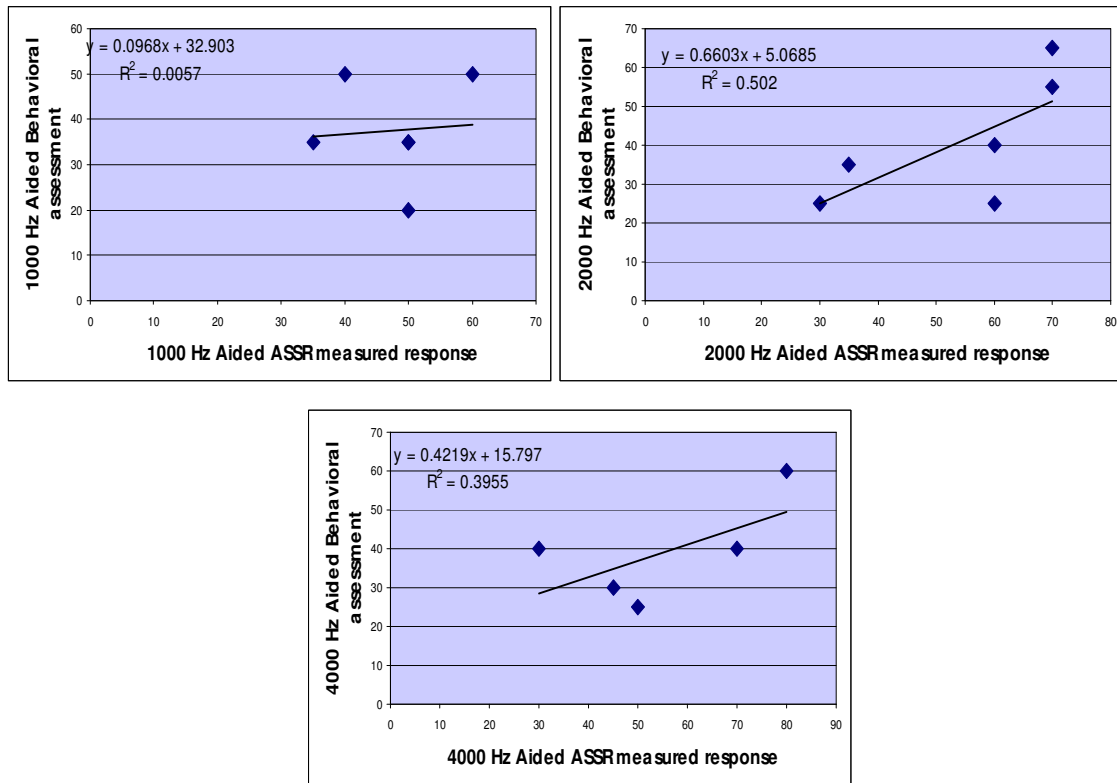 y = 0.0968x + 32.903
R² = 0.0057
60
50
40
30
20
10
0
0 10 20 30 40 50 60 70
1000 Hz Aided Behavioral
assessment
1000 Hz Aided ASSR measured response
y = 0.6603x + 5.0685
R² = 0.502
70
60
50
40
30
20
10
0
0 10 20 30 40 50 60 70 80
2000 Hz Aided Behavioral
assessment
2000 Hz Aided ASSR measured response
y = 0.4219x + 15.797
R² = 0.3955
70
60
50
40
30
20
10
0
0 10 20 30 40 50 60 70 80 90
4000 Hz Aided Behavioral
assessment
4000 Hz Aided ASSR measured response